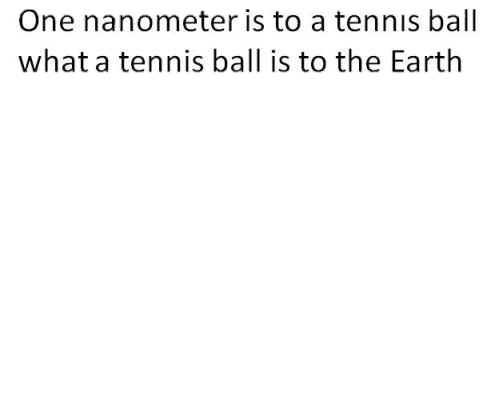 One nanometer is to a tennis ball
what a tennis ball is to the Earth